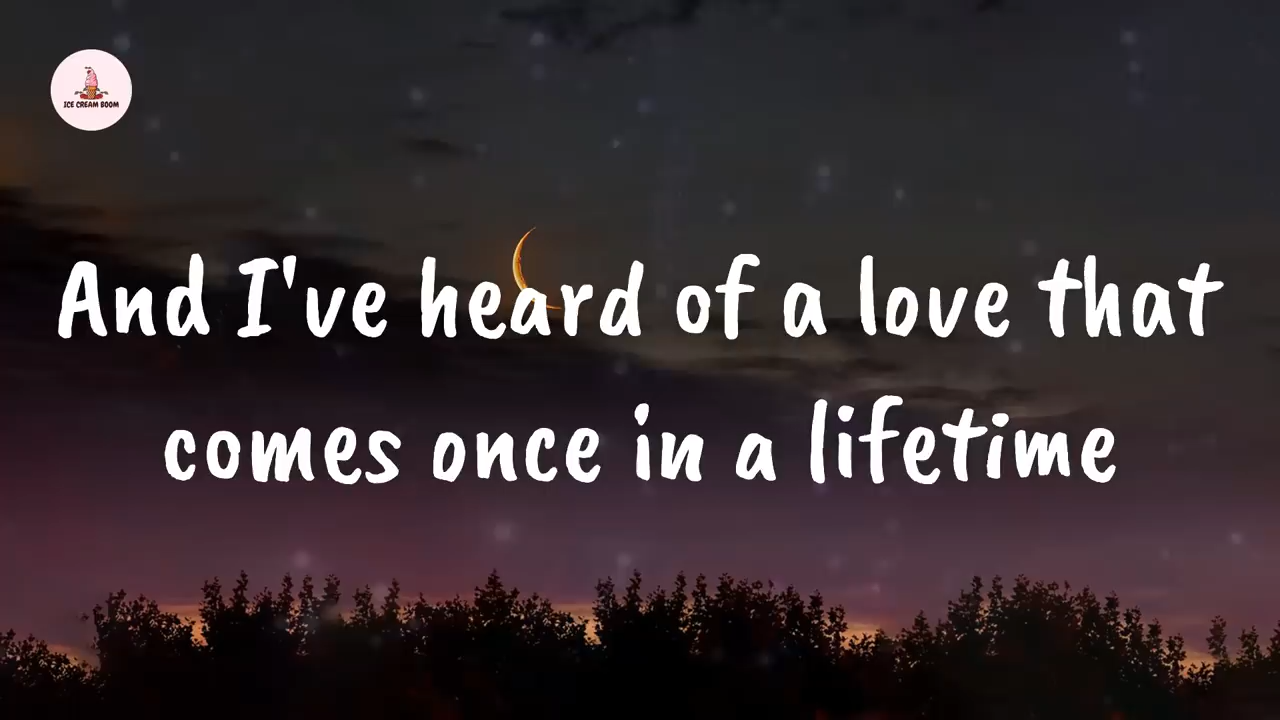 ICE CREAM BOOM
And I've heard of a love that
comes once in a lifetime